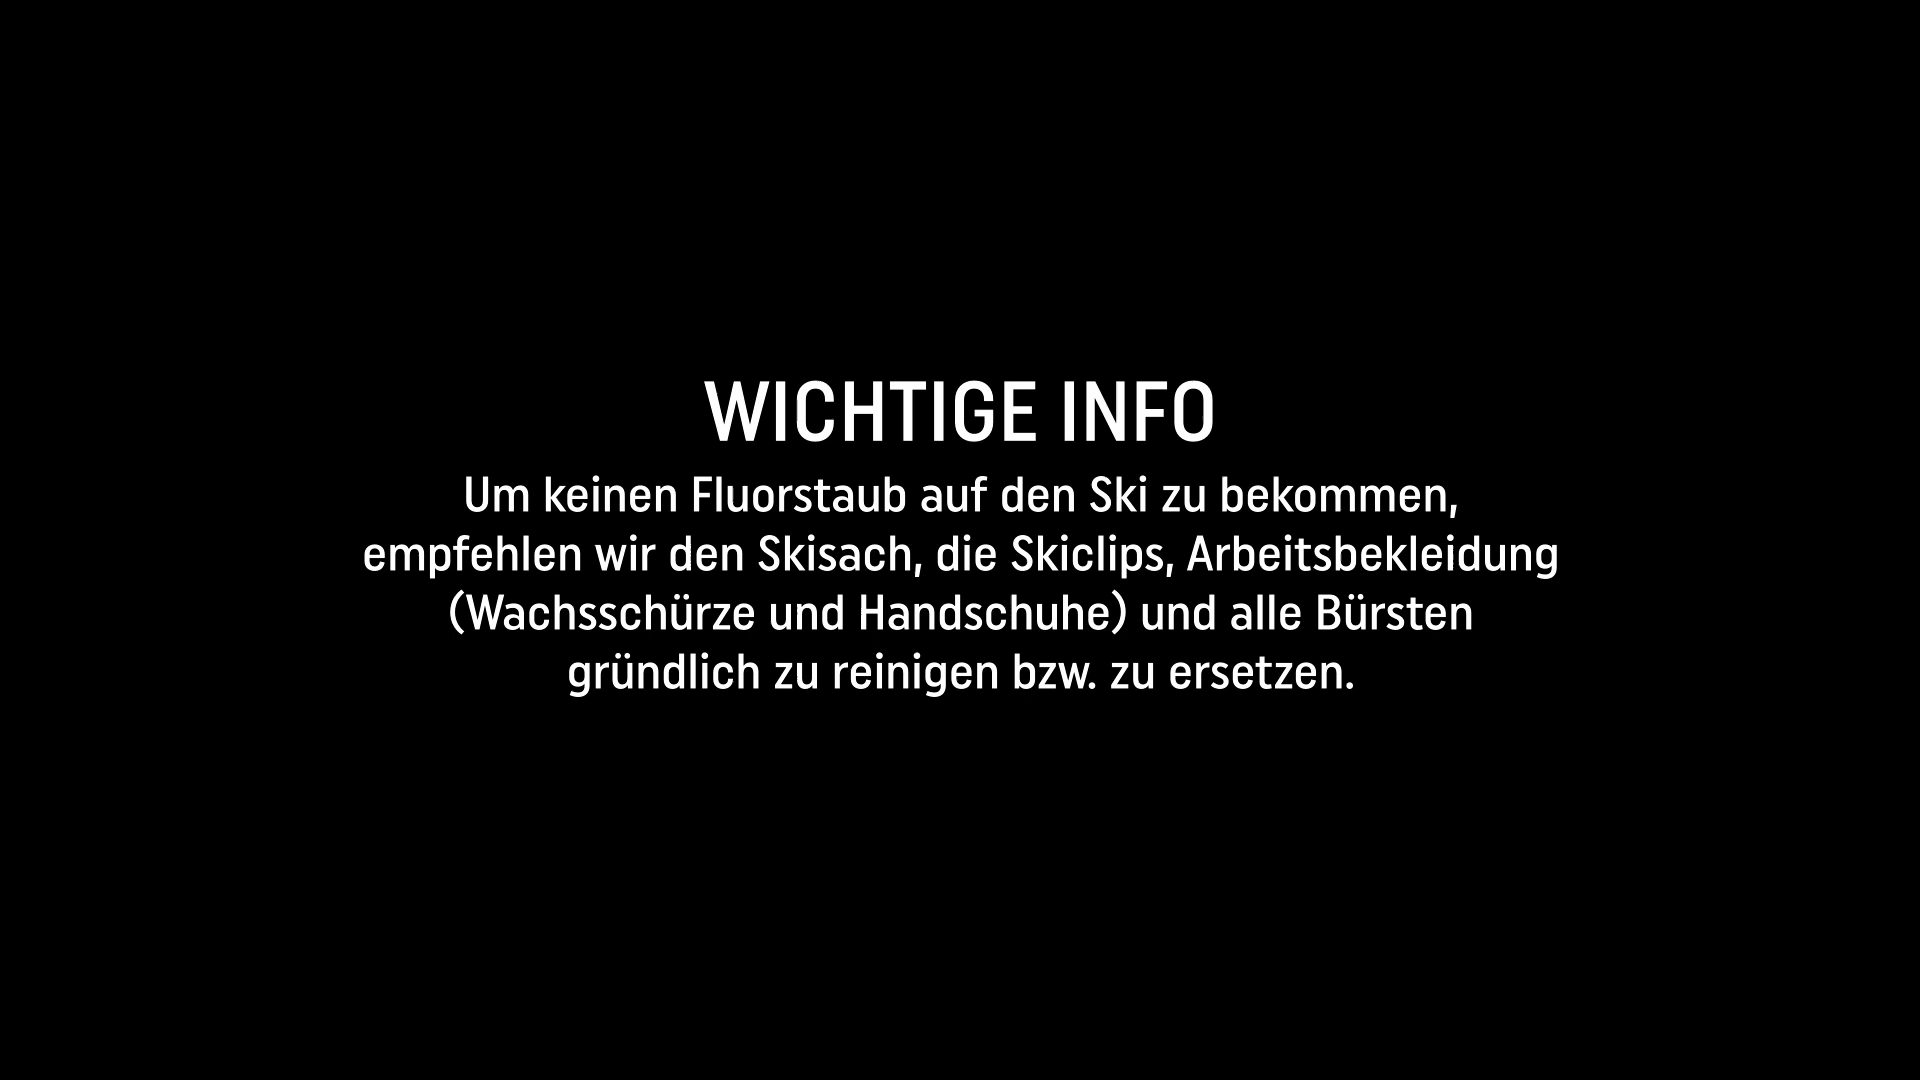 WICHTIGE INFO
Um keinen Fluorstaub auf den Ski zu bekommen,
empfehlen wir den Skisach, die Skiclips, Arbeitsbekleidung
(Wachsschürze und Handschuhe) und alle Bürsten
gründlich zu reinigen bzw. zu ersetzen.